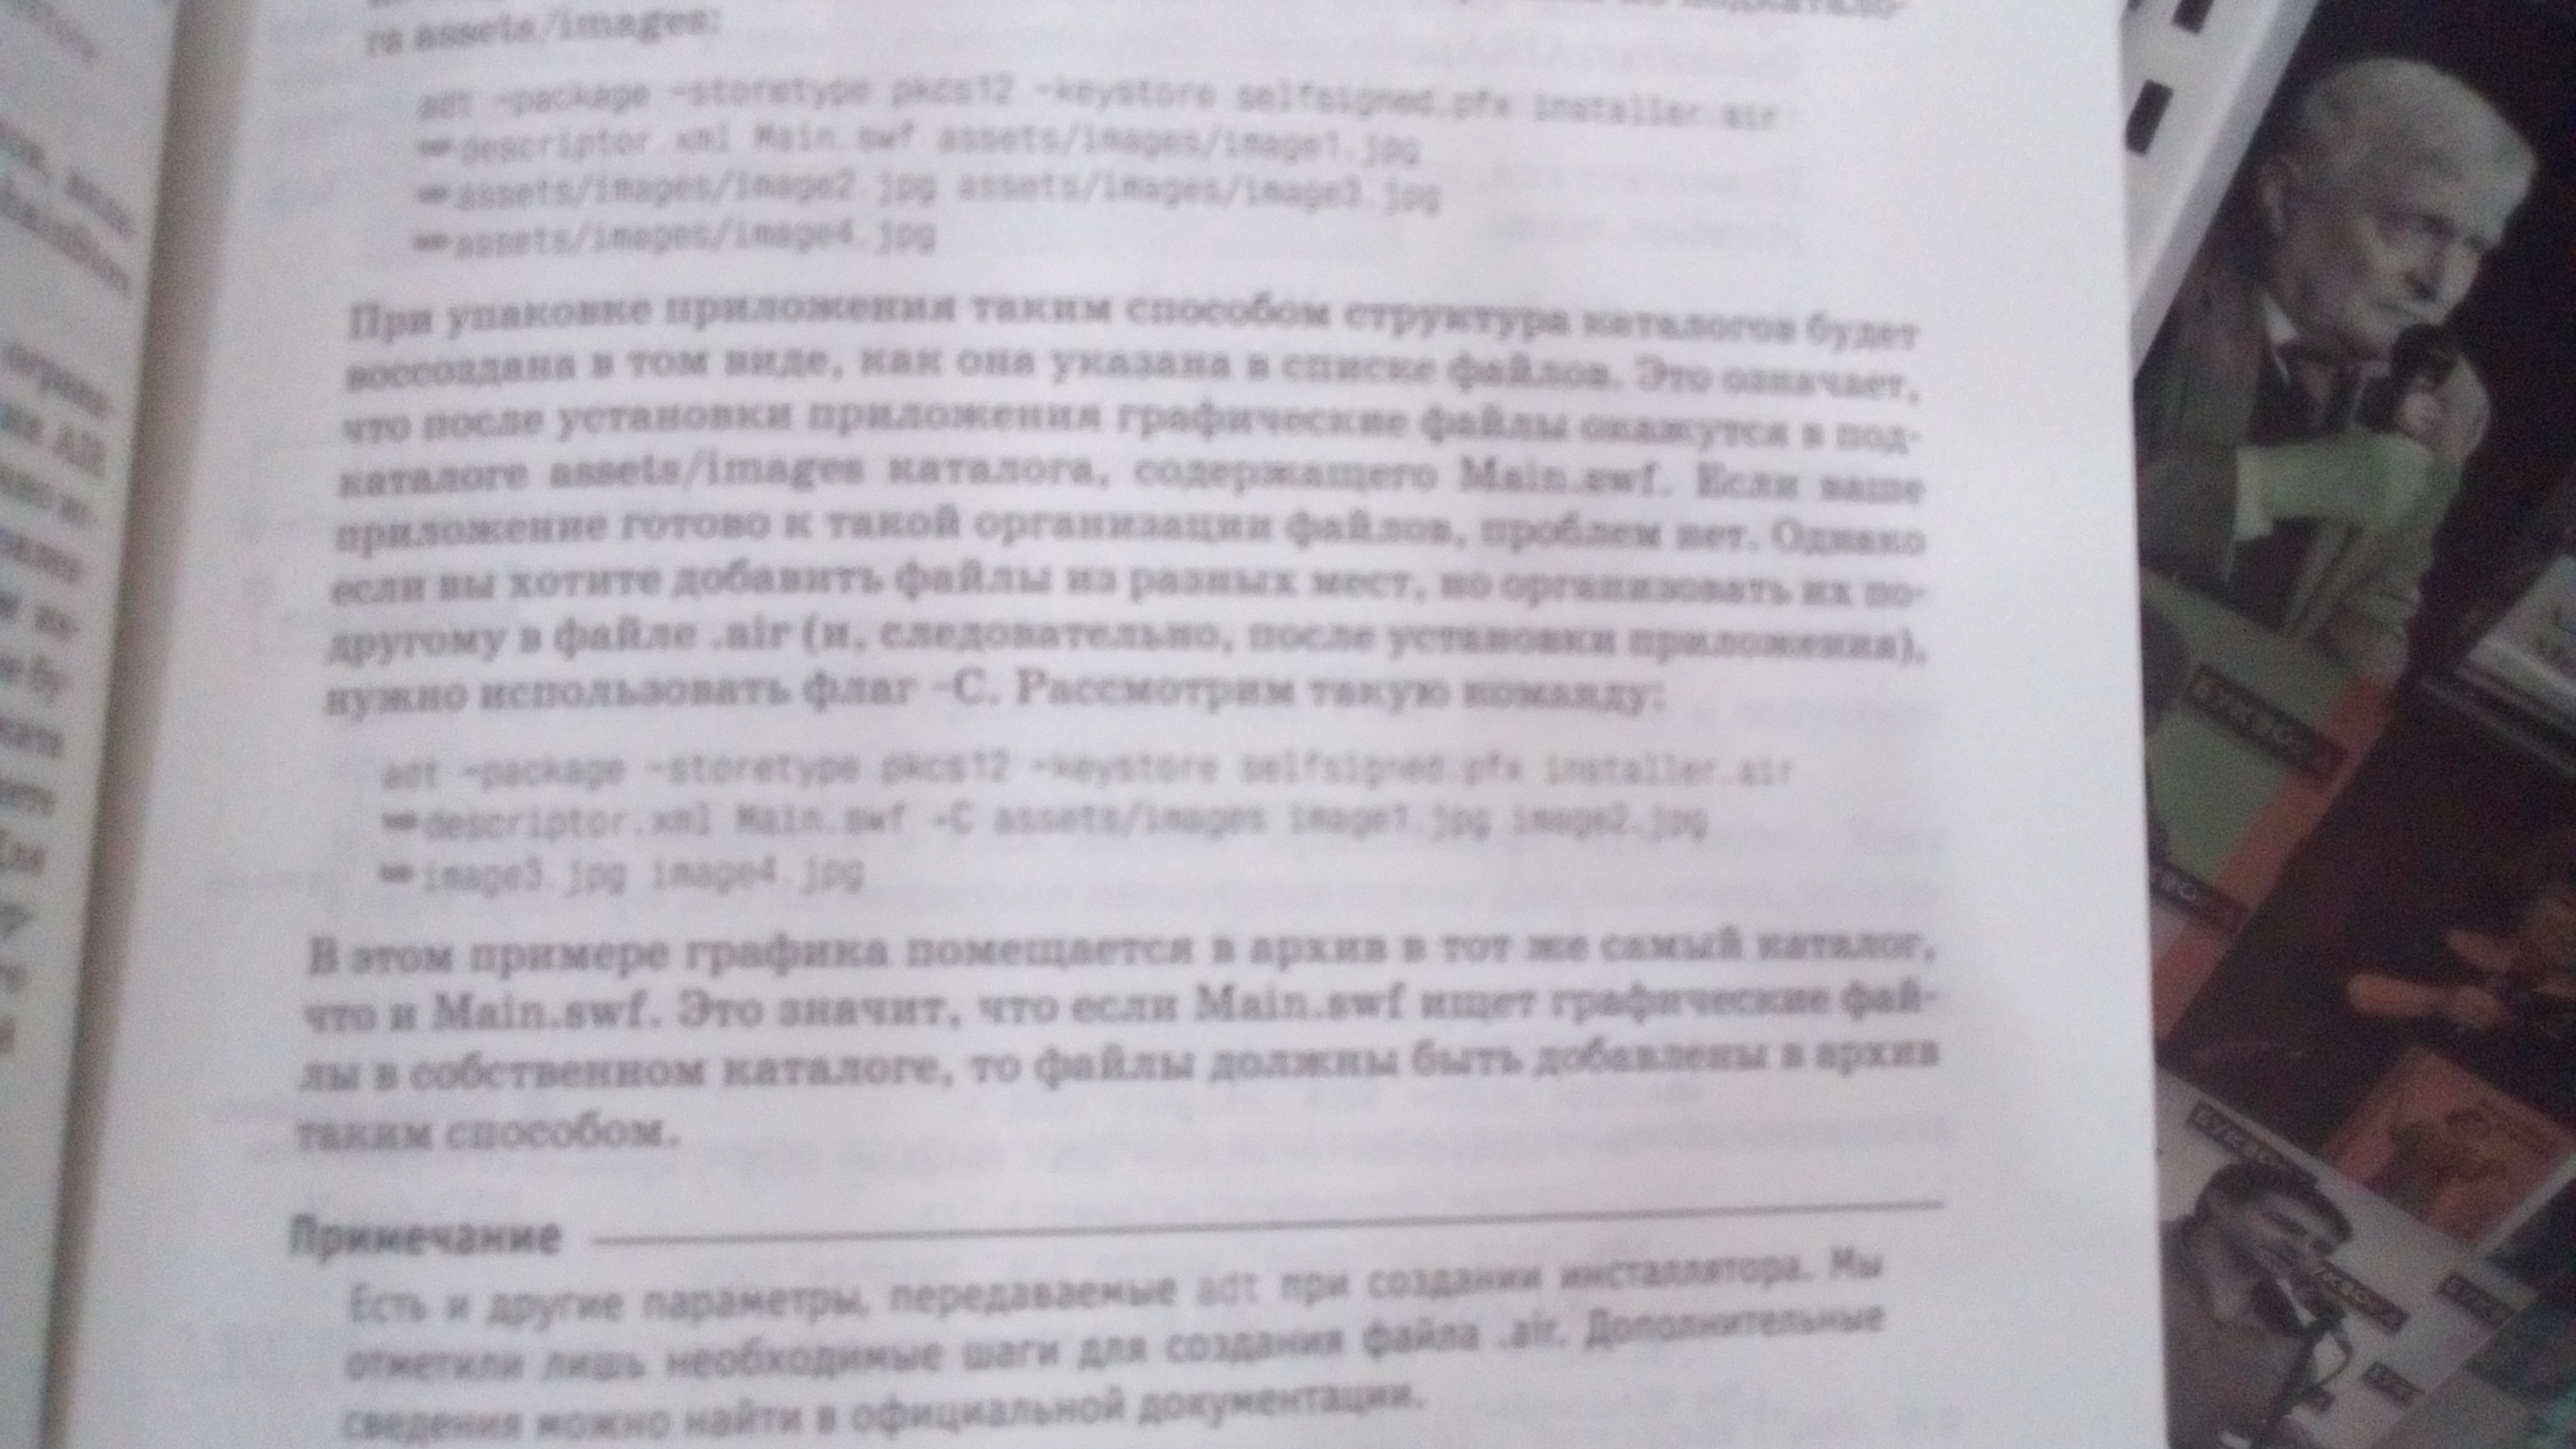 га assets/images:
adt -package -storetype pkcs12 -keystore selfsigned.pfx installer.air
➥descriptor.xml Main.swf assets/images/image1.jpg
➥assets/images/image2.jpg assets/images/image3.jpg
➥assets/images/image4.jpg
При упаковке приложения таким способом структура каталогов будет
воссоздана в том виде, как она указана в списке файлов. Это означает,
что после установки приложения графические файлы окажутся в под-
каталоге assets/images каталога, содержащего Main.swf. Если ваше
приложение готово к такой организации файлов, проблем нет. Однако
если вы хотите добавить файлы из разных мест, но организовать их по-
другому в файле .air (и, следовательно, после установки приложения),
нужно использовать флаг -C. Рассмотрим такую команду:
adt -package -storetype pkcs12 -keystore selfsigned.pfx installer.air
➥descriptor.xml Main.swf -C assets/images image1.jpg image2.jpg
➥image3.jpg image4.jpg
В этом примере графика помещается в архив в тот же самый каталог,
что и Main.swf. Это значит, что если Main.swf ищет графические фай-
лы в собственном каталоге, то файлы должны быть добавлены в архив
таким способом.
Примечание
Есть и другие параметры, передаваемые adt при создании инсталлятора. Мы
отметили лишь необходимые шаги для создания файла .air. Дополнительные
сведения можно найти в официальной документации.